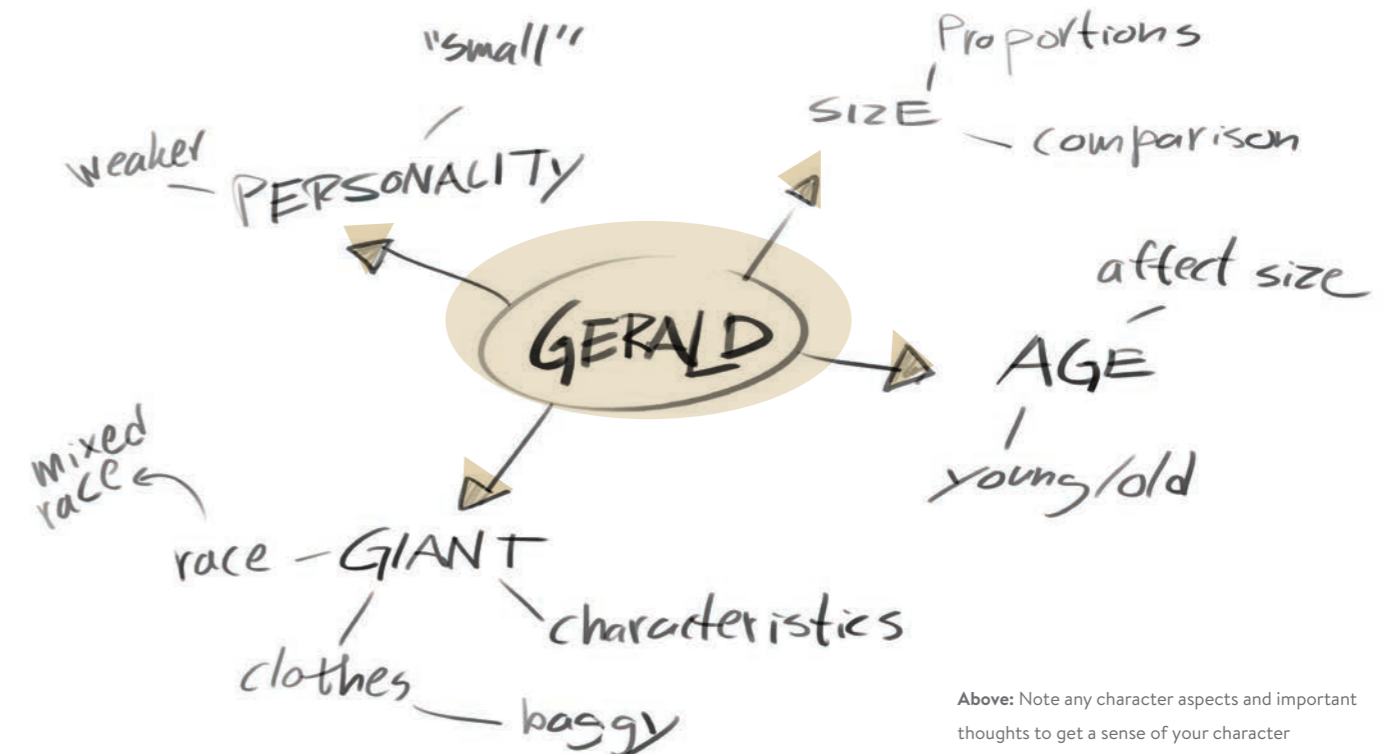 "small"
weaker
PERSONALITY
Proportions
SIZE
comparison
GERALD
affect size
AGE
young/old
mixed
race
race
GIANT
characteristics
clothes
baggy
Above: Note any character aspects and important
thoughts to get a sense of your character